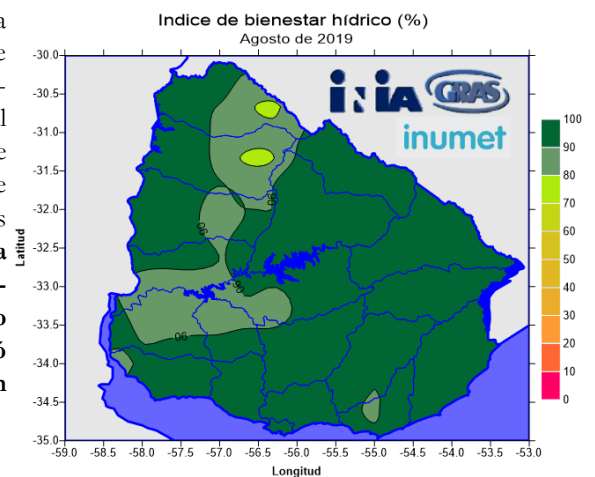 Indice de bienestar hídrico (%)
Agosto de 2019
a
e
-
l
e
e
s
a
-
o
ó
n
INIA GRAS
inumet
-30.0
-30.5
-31.0
-31.5
-32.0
-32.5
-33.0
-33.5
-34.0
-34.5
-35.0
Latitud
90
90
90
90
100
90
80
70
60
50
40
30
20
10
0
-59.0 -58.5 -58.0 -57.5 -57.0 -56.5 -56.0 -55.5 -55.0 -54.5 -54.0 -53.5 -53.0
Longitud